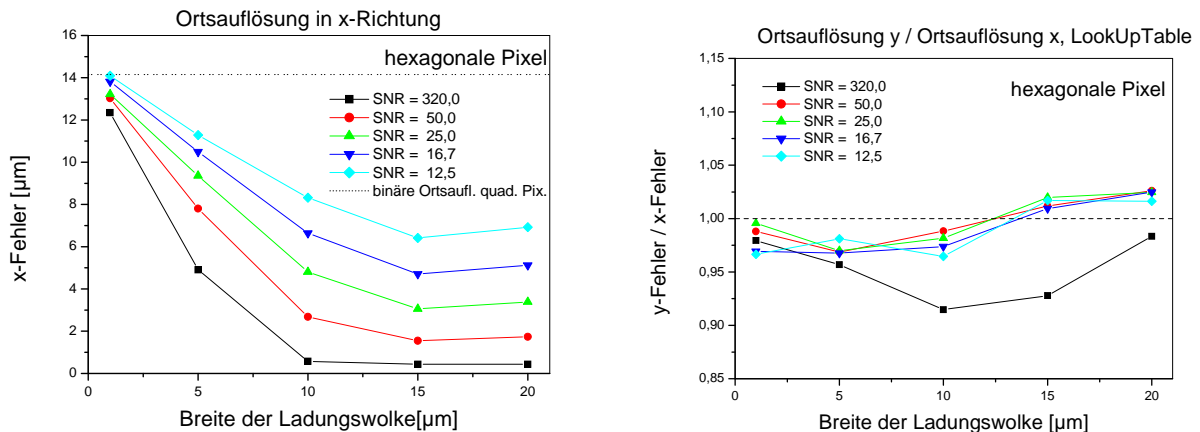 Ortsauflösung in x-Richtung
16
14
12
10
8
6
4
2
0
x-Fehler [µm]
hexagonale Pixel
SNR = 320,0
SNR = 50,0
SNR = 25,0
SNR = 16,7
SNR = 12,5
binäre Ortsaufl. quad. Pix.
0 5 10 15 20
Breite der Ladungswolke[µm]
Ortsauflösung y / Ortsauflösung x, LookUpTable
1,15
1,10
1,05
1,00
0,95
0,90
0,85
y-Fehler / x-Fehler
SNR = 320,0
SNR = 50,0
SNR = 25,0
SNR = 16,7
SNR = 12,5
hexagonale Pixel
0 5 10 15 20
Breite der Ladungswolke [µm]